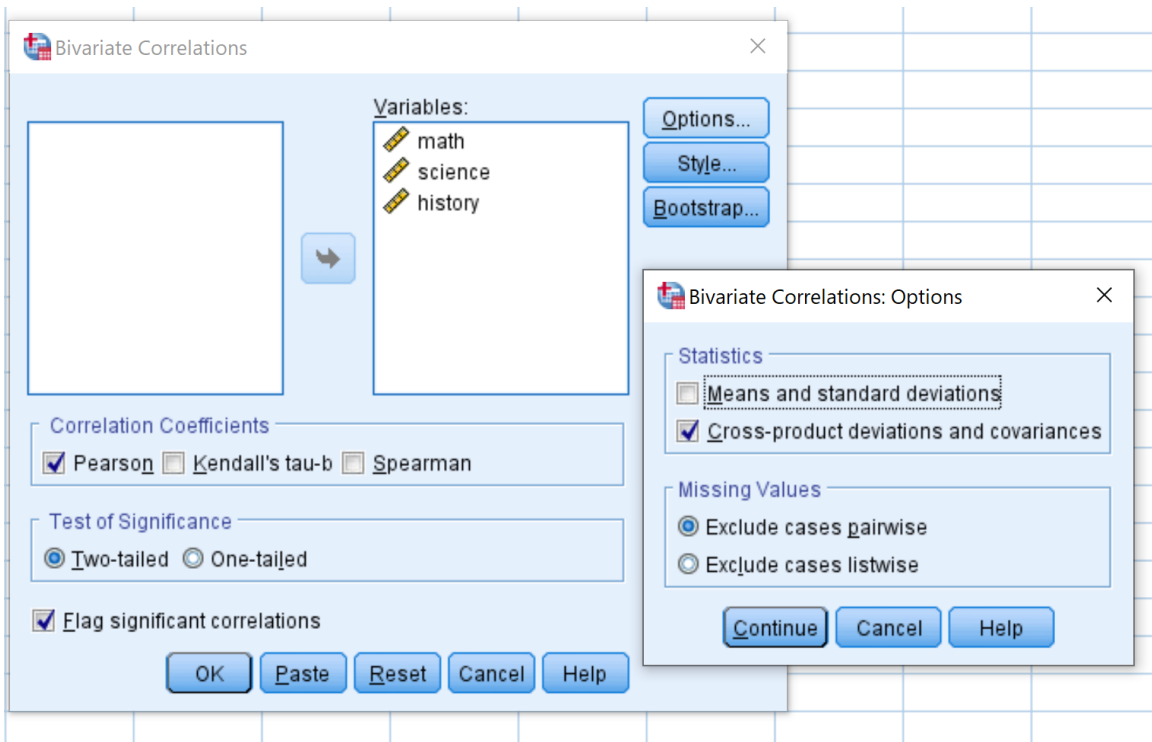 Bivariate Correlations
Variables:
math
science
history
Options...
Style...
Bootstrap...
Correlation Coefficients
Pearson Kendall's tau-b Spearman
Test of Significance
Two-tailed One-tailed
Flag significant correlations
OK Paste Reset Cancel Help
Bivariate Correlations: Options
Statistics
Means and standard deviations
Cross-product deviations and covariances
Missing Values
Exclude cases pairwise
Exclude cases listwise
Continue Cancel Help